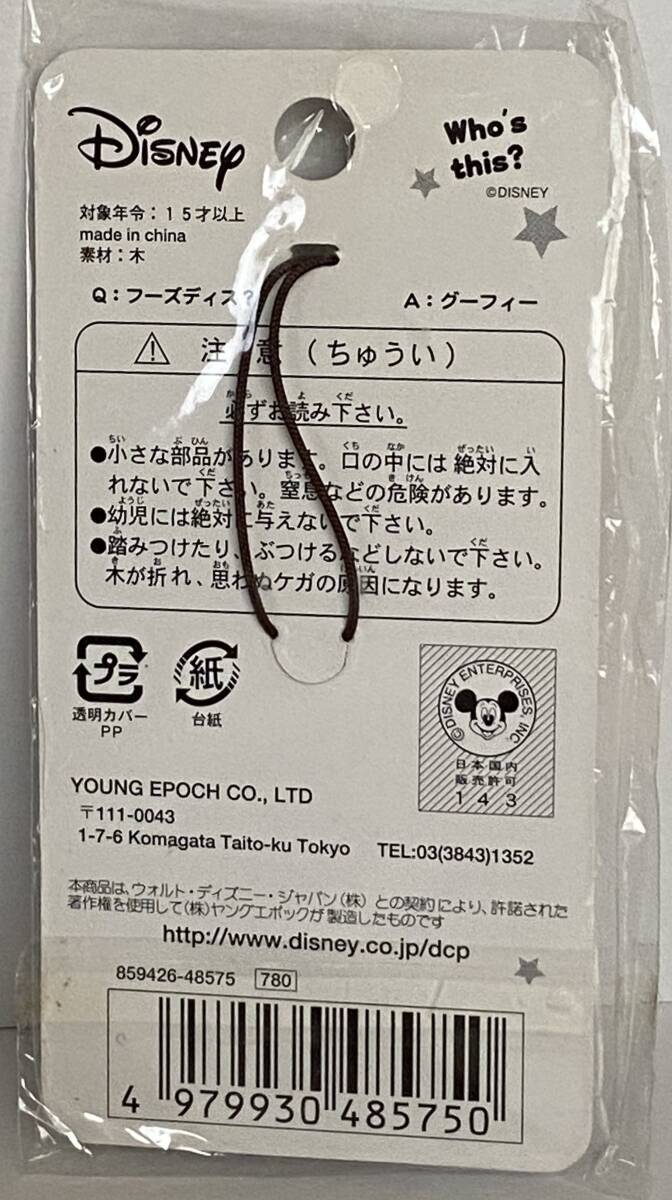 DISNEY
Who's
this?
©DISNEY
対象年令：１５才以上
made in china
素材：木
Q：フーズディス？
A：グーフィー
注意（ちゅうい）
必ずお読み下さい。
●小さな部品があります。口の中には絶対に入
れないで下さい。窒息などの危険があります。
●幼児には絶対に与えないで下さい。
●踏みつけたり、ぶつけるなどしないで下さい。
木が折れ、思わぬケガの原因になります。
プラ
透明カバー
PP
紙
台紙
©DISNEY ENTERPRISES, INC.
日本国内
販売許可
143
YOUNG EPOCH CO., LTD
〒111-0043
1-7-6 Komagata Taito-ku Tokyo TEL:03(3843)1352
本商品は、ウォルト・ディズニー・ジャパン（株）との契約により、許諾された
著作権を使用して（株）ヤングエポックが製造したものです
http://www.disney.co.jp/dcp
859426-48575 780
4 979930 485750